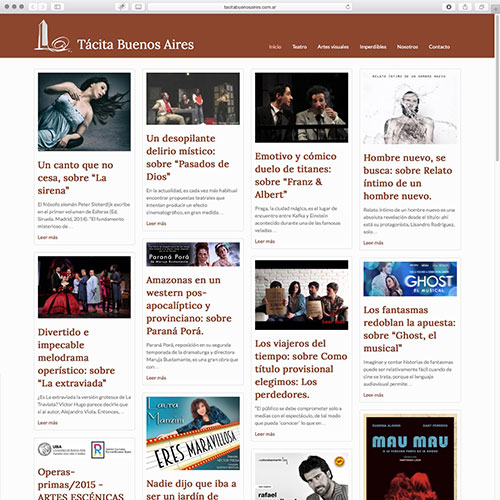 tacitabuenosaires.com.ar
Tácita Buenos Aires
Inicio
Teatro
Artes visuales
Imperdibles
Nosotros
Contacto
Un canto que no
cesa, sobre “La
sirena”
El filósofo alemán Peter Sloterdijk escribe
en el primer volumen de Esferas (Ed.
Siruela, Madrid, 2014): “El fundamento
misterioso de …
Leer más
Divertido e
impecable
melodrama
operístico: sobre
“La extraviada”
¿Es La extraviada la versión grotesca de La
Traviata? Víctor Hugo parece decirle que
sí al autor, Alejandro Viola. Entonces, …
Leer más
UBA
Operas-
primas/2015 -
ARTES ESCÉNICAS
Un desopilante
delirio místico:
sobre “Pasados de
Dios”
En la actualidad, es cada vez más habitual
encontrar propuestas teatrales que
intentan producir un efecto
cinematográfico, en gran medida, …
Leer más
Paraná Porá
de Maruja Bustamante
Amazonas en un
western pos-
apocalíptico y
provinciano: sobre
Paraná Porá.
Paraná Porá, reposición en su segunda
temporada de la dramaturga y directora
Maruja Bustamante, es una gran obra que
con …
Leer más
Laura
Manzini
ERES MARAVILLOSA
Nadie dijo que iba a
ser un jardín de
Emotivo y cómico
duelo de titanes:
sobre “Franz &
Albert”
Praga, la ciudad mágica, es el lugar de
encuentro entre Kafka y Einstein
acontecido durante una de las famosas
veladas …
Leer más
Los viajeros del
tiempo: sobre Como
título provisional
elegimos: Los
perdedores.
“El público se debe comprometer solo a
medias con el espectáculo, de tal modo
que pueda ‘conocer’ lo que en …
Leer más
rafael
RELATO ÍNTIMO DE UN HOMBRE NUEVO
Hombre nuevo, se
busca: sobre Relato
íntimo de un
hombre nuevo.
Relato íntimo de un hombre nuevo es una
absoluta revelación desde el título: ahí
está su protagonista, Lisandro Rodríguez,
solo …
Leer más
GHOST
EL MUSICAL
Los fantasmas
redoblan la apuesta:
sobre “Ghost, el
musical”
Imaginar y contar historias de fantasmas
puede ser relativamente fácil cuando de
cine se trata, porque el lenguaje
audiovisual permite …
Leer más
MAU MAU